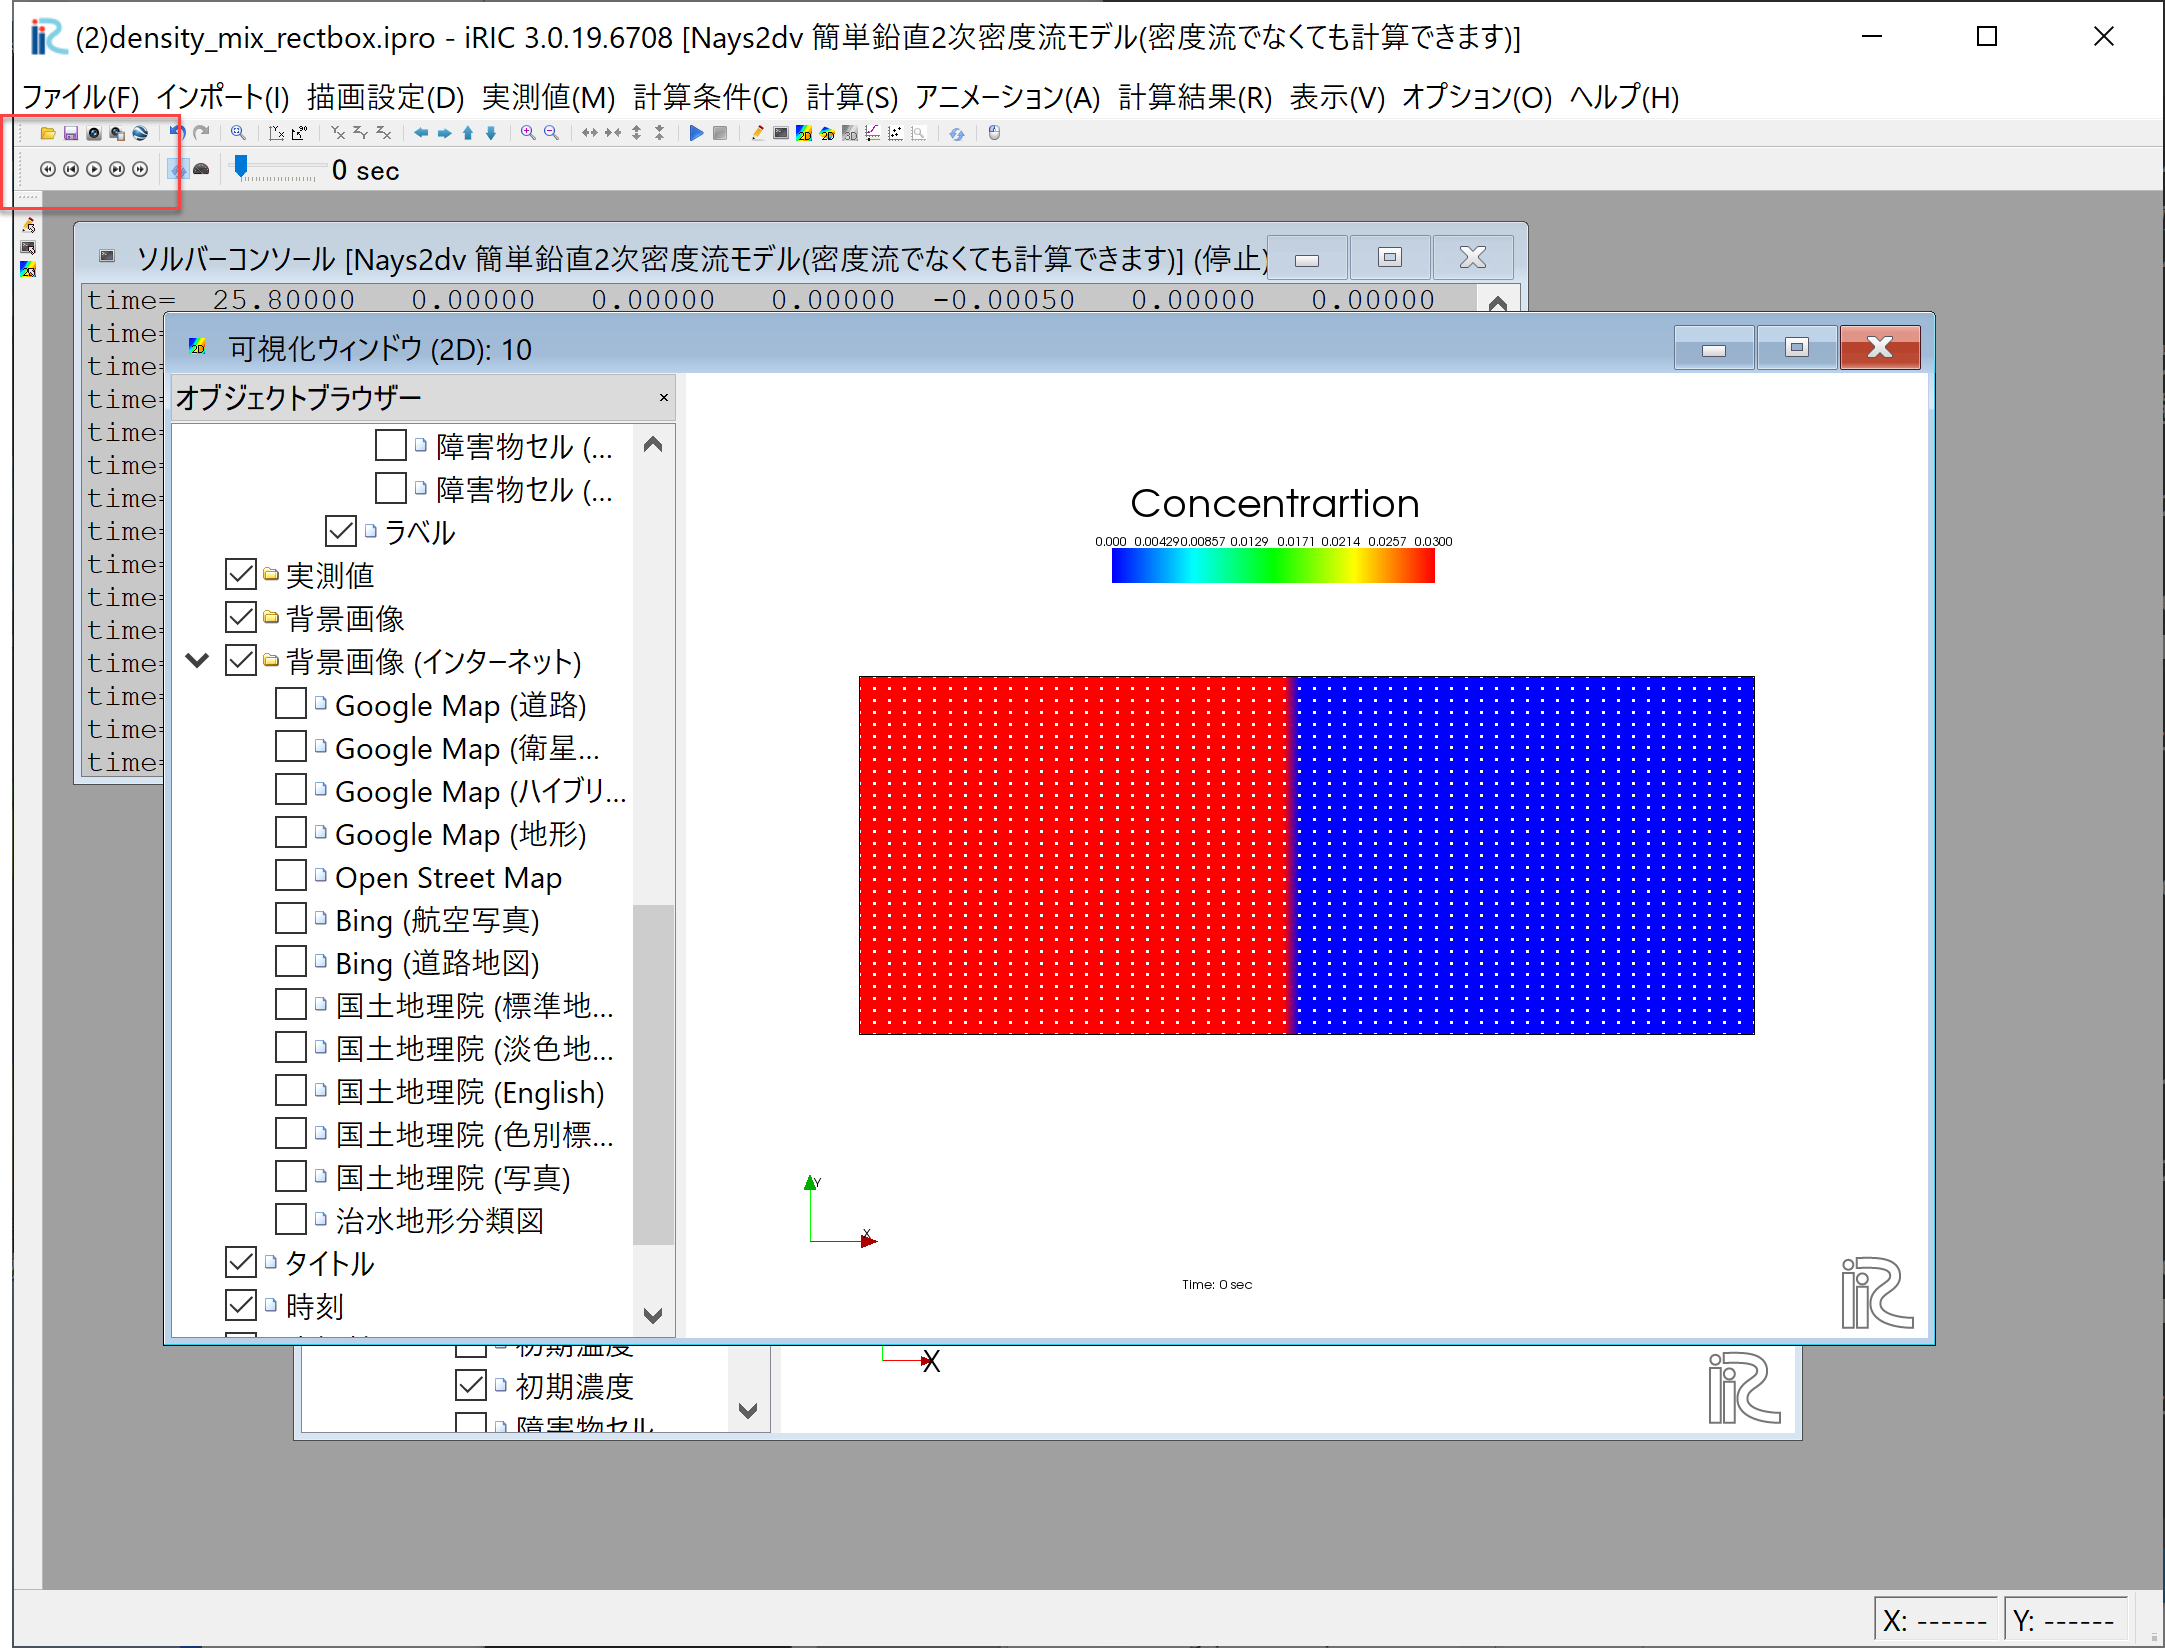 (2)density_mix_rectbox.ipro - iRIC 3.0.19.6708 [Nays2dv 簡単鉛直2次密度流モデル(密度流でなくても計算できます)]
ファイル(F) インポート(I) 描画設定(D) 実測値(M) 計算条件(C) 計算(S) アニメーション(A) 計算結果(R) 表示(V) オプション(O) ヘルプ(H)
0 sec
ソルバーコンソール [Nays2dv 簡単鉛直2次密度流モデル(密度流でなくても計算できます)] (停止)
time= 25.80000 0.00000 0.00000 0.00000 -0.00050 0.00000 0.00000
time=
time=
time=
time=
time=
time=
time=
time=
time=
time=
time=
time=
time=
time=
可視化ウィンドウ (2D): 10
オブジェクトブラウザー
障害物セル (...
障害物セル (...
ラベル
実測値
背景画像
背景画像 (インターネット)
Google Map (道路)
Google Map (衛星...
Google Map (ハイブリ...
Google Map (地形)
Open Street Map
Bing (航空写真)
Bing (道路地図)
国土地理院 (標準地...
国土地理院 (淡色地...
国土地理院 (English)
国土地理院 (色別標...
国土地理院 (写真)
治水地形分類図
タイトル
時刻
Concentrartion
0.000 0.00429 0.00857 0.0129 0.0171 0.0214 0.0257 0.0300
Y
X
Time: 0 sec
iRIC
初期温度
初期濃度
障害物セル
X
iRIC
X: ------ Y: ------